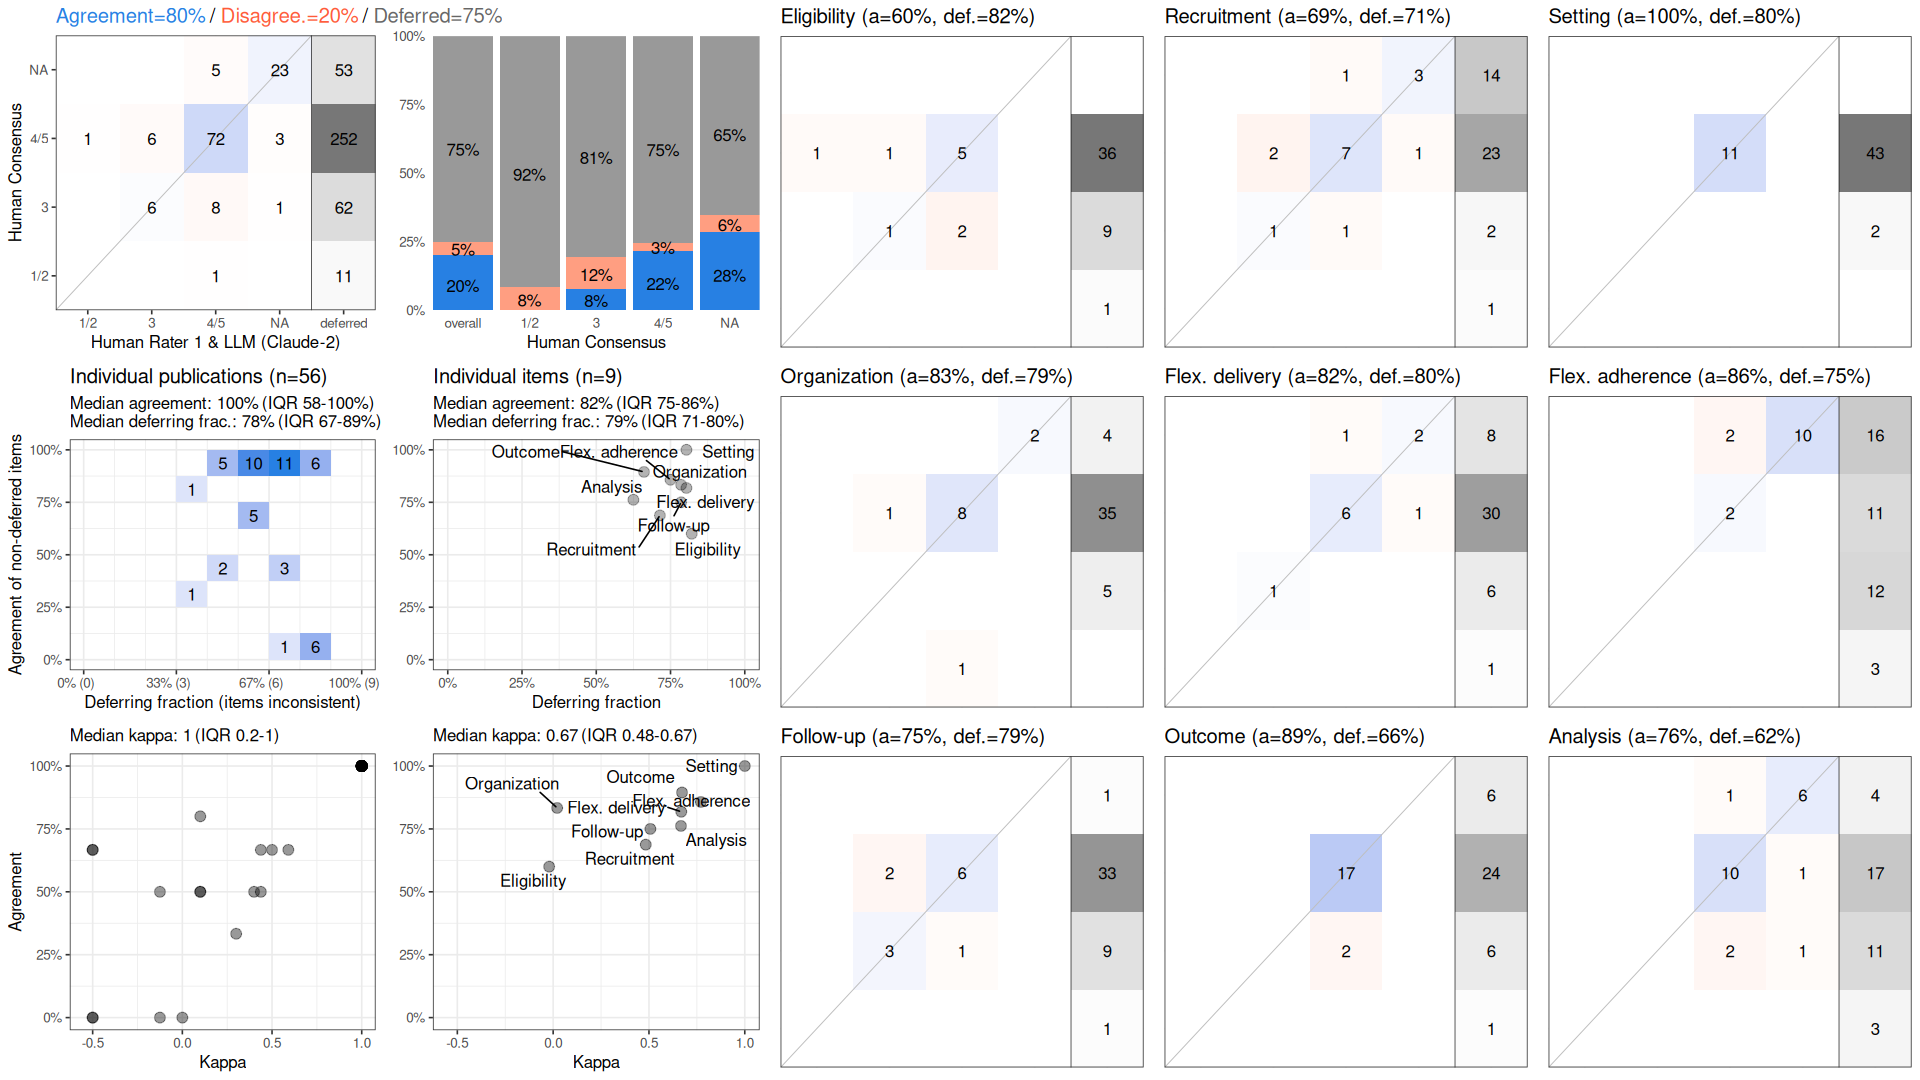 Agreement=80% / Disagree.=20% / Deferred=75%
Human Consensus
NA 5 23 53
4/5 1 6 72 3 252
3 6 8 1 62
1/2 1 11
1/2 3 4/5 NA deferred
Human Rater 1 & LLM (Claude-2)
100%
75%
50%
25%
0%
75% 92% 81% 75% 65%
5% 8% 12% 3% 6%
20% 8% 22% 28%
overall 1/2 3 4/5 NA
Human Consensus
Eligibility (a=60%, def.=82%)
1 1 5 36
1 2 9
1
Recruitment (a=69%, def.=71%)
1 3 14
2 7 1 23
1 1 2
1
Setting (a=100%, def.=80%)
11 43
2
Individual publications (n=56)
Median agreement: 100% (IQR 58-100%)
Median deferring frac.: 78% (IQR 67-89%)
Agreement of non-deferred items
100%
75%
50%
25%
0%
5 10 11 6
1
5
2 3
1
1 6
0% (0) 33% (3) 67% (6) 100% (9)
Deferring fraction (items inconsistent)
Individual items (n=9)
Median agreement: 82% (IQR 75-86%)
Median deferring frac.: 79% (IQR 71-80%)
100%
75%
50%
25%
0%
Outcome Flex. adherence Setting
Organization
Analysis
Flex. delivery
Follow-up
Recruitment Eligibility
0% 25% 50% 75% 100%
Deferring fraction
Organization (a=83%, def.=79%)
2 4
1 8 35
5
1
Flex. delivery (a=82%, def.=80%)
1 2 8
6 1 30
1 6
1
Flex. adherence (a=86%, def.=75%)
2 10 16
2 11
12
3
Median kappa: 1 (IQR 0.2-1)
Agreement
100%
75%
50%
25%
0%
-0.5 0.0 0.5 1.0
Kappa
Median kappa: 0.67 (IQR 0.48-0.67)
100%
75%
50%
25%
0%
Setting
Outcome
Organization
Flex. adherence
Flex. delivery
Follow-up
Analysis
Recruitment
Eligibility
-0.5 0.0 0.5 1.0
Kappa
Follow-up (a=75%, def.=79%)
1
2 6 33
3 1 9
1
Outcome (a=89%, def.=66%)
6
17 24
2 6
1
Analysis (a=76%, def.=62%)
1 6 4
10 1 17
2 1 11
3